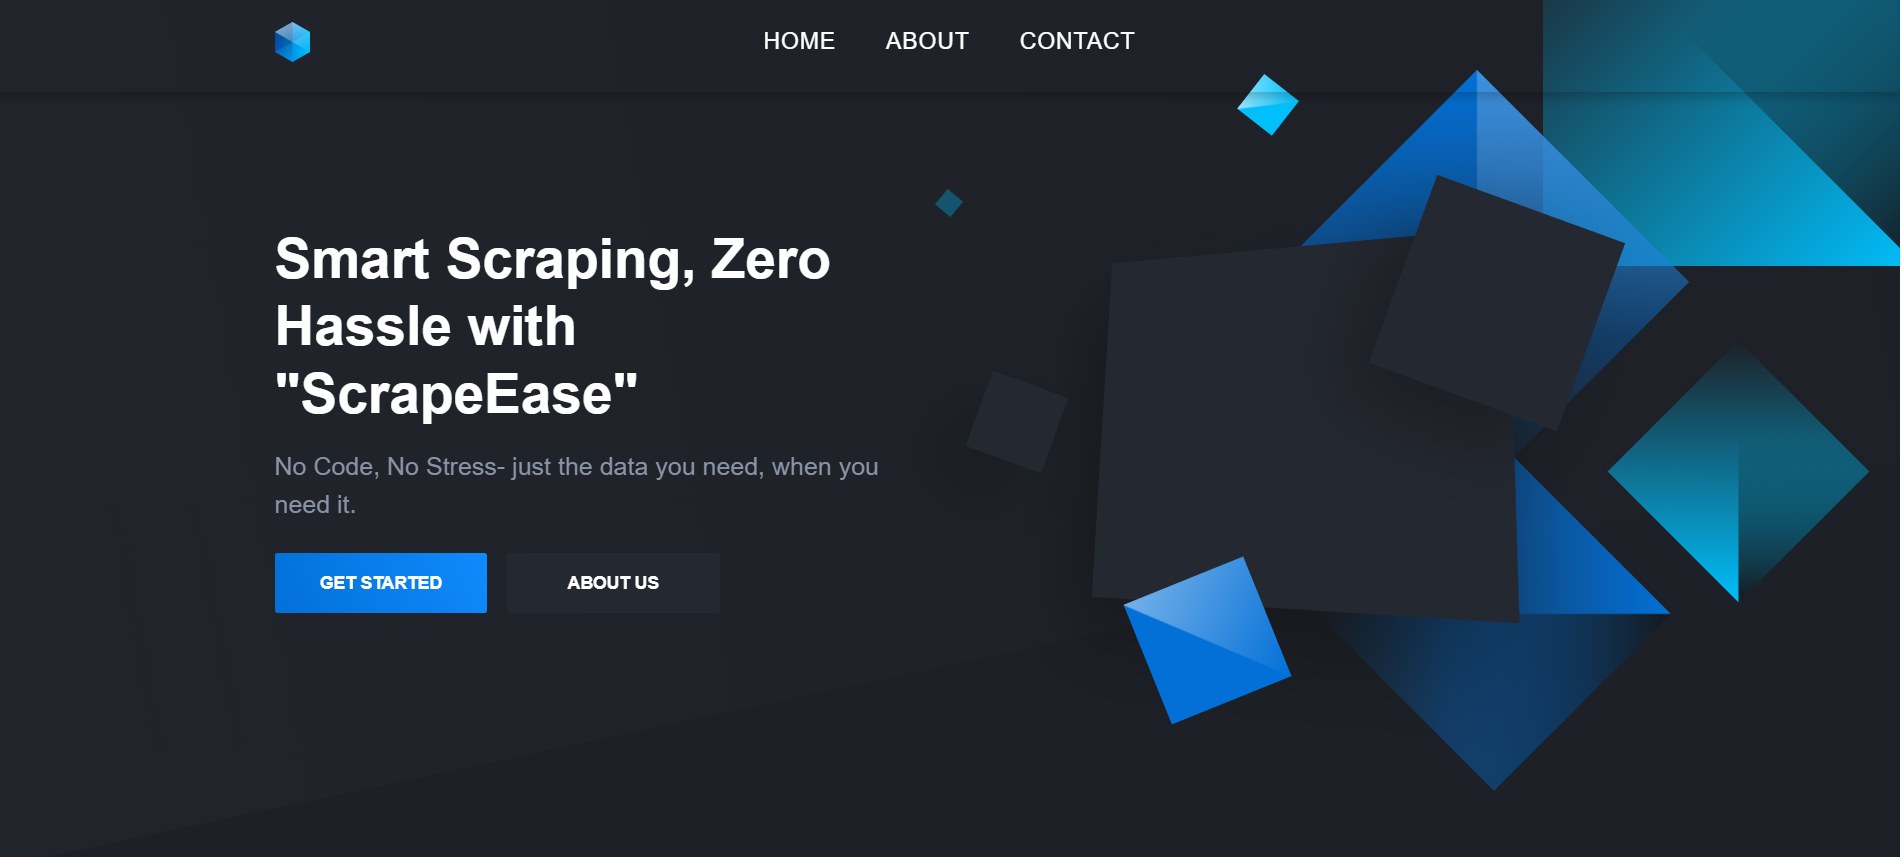 HOME ABOUT CONTACT
Smart Scraping, Zero
Hassle with
"ScrapeEase"
No Code, No Stress- just the data you need, when you
need it.
GET STARTED ABOUT US